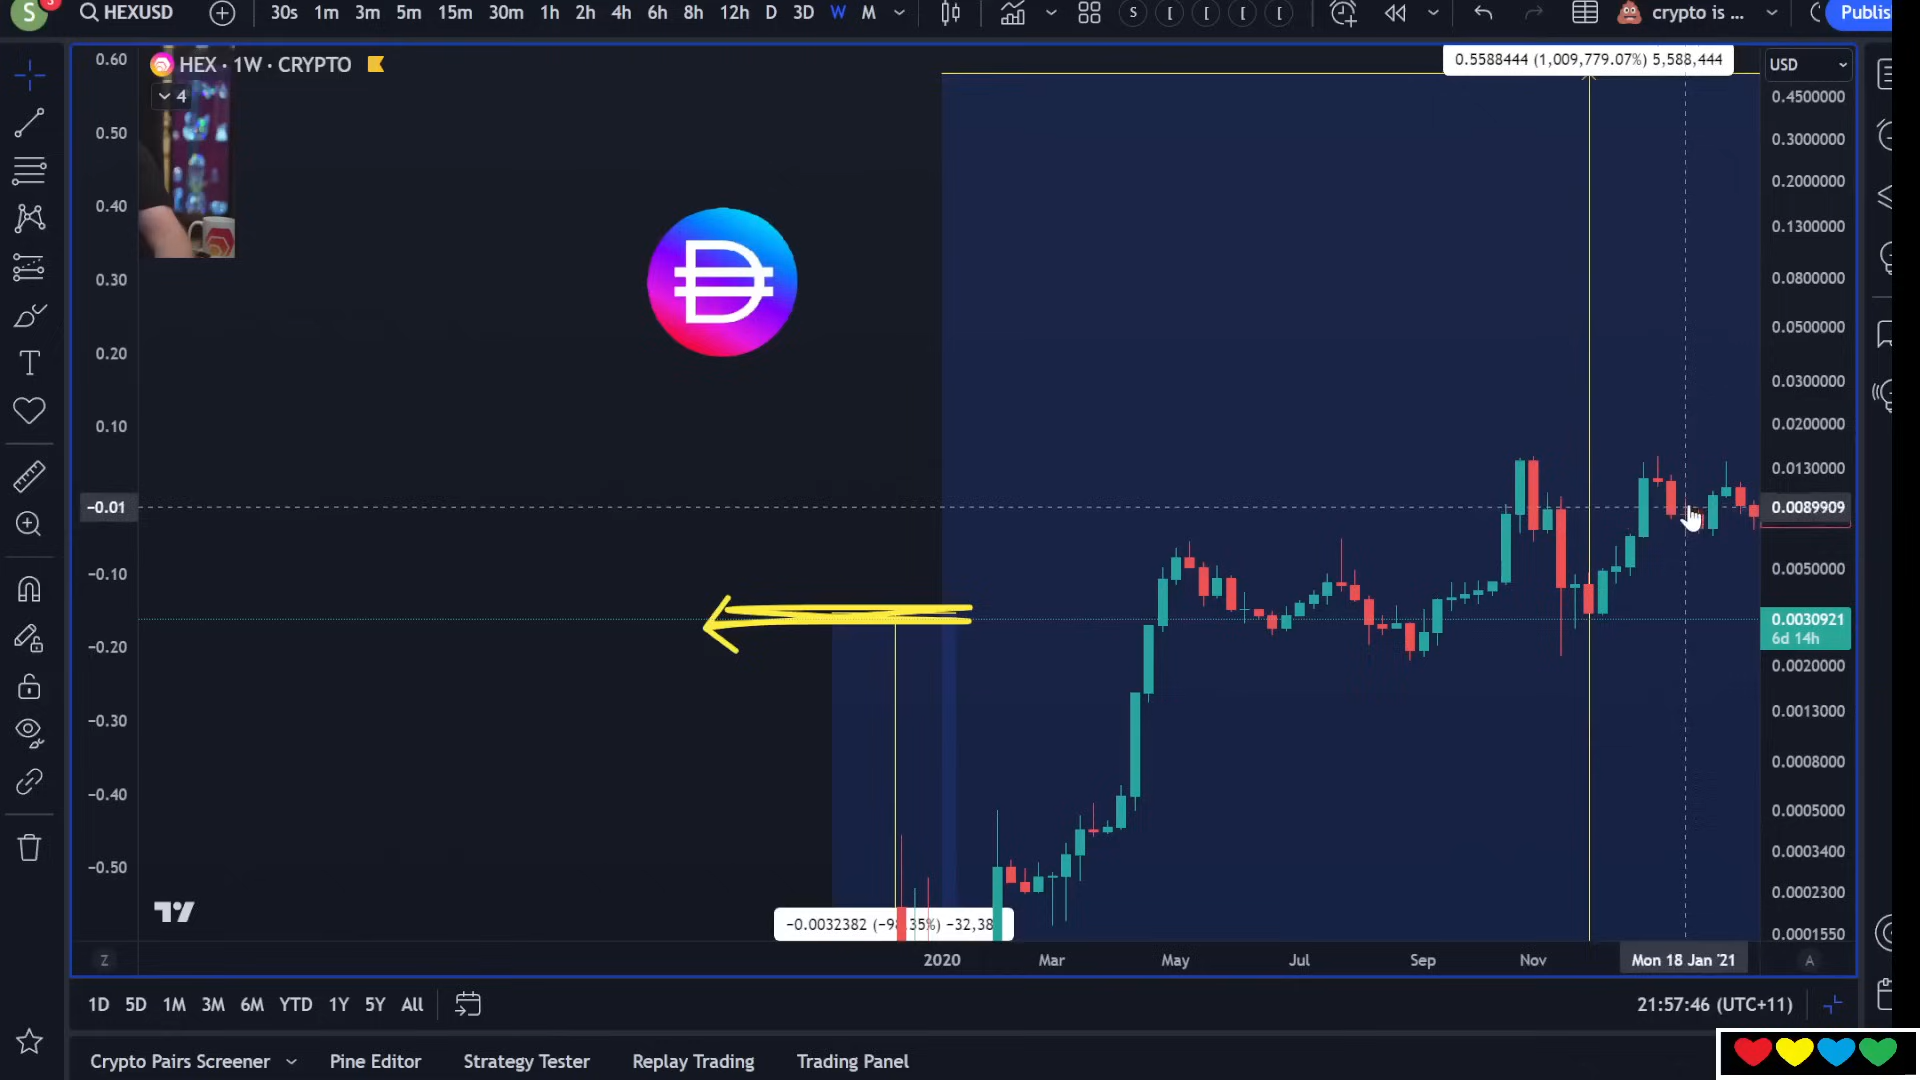 S
3
HEXUSD
30s 1m 3m 5m 15m 30m 1h 2h 4h 6h 8h 12h D 3D W M
S
crypto is ...
Publis
HEX · 1W · CRYPTO
4
0.5588444 (1,009,779.07%) 5,588,444
USD
0.60
0.50
0.40
0.30
0.20
0.10
−0.01
−0.10
−0.20
−0.30
−0.40
−0.50
Z
0.4500000
0.3000000
0.2000000
0.1300000
0.0800000
0.0500000
0.0300000
0.0200000
0.0130000
0.0089909
0.0050000
0.0030921
6d 14h
0.0020000
0.0013000
0.0008000
0.0005000
0.0003400
0.0002300
0.0001550
A
2020 Mar May Jul Sep Nov Mon 18 Jan '21
1D 5D 1M 3M 6M YTD 1Y 5Y All
21:57:46 (UTC+11)
Crypto Pairs Screener Pine Editor Strategy Tester Replay Trading Trading Panel